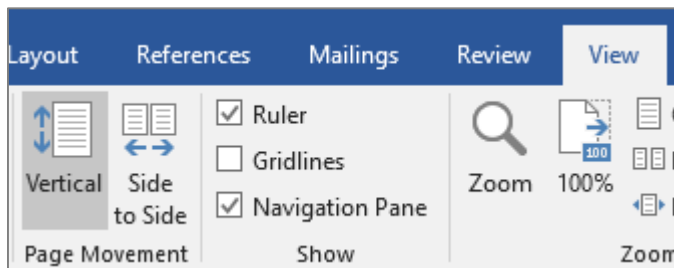 Layout References Mailings Review View
Ruler
Gridlines
Navigation Pane
Vertical
Side
to Side
Zoom
100
100%
Page Movement
Show
Zoom